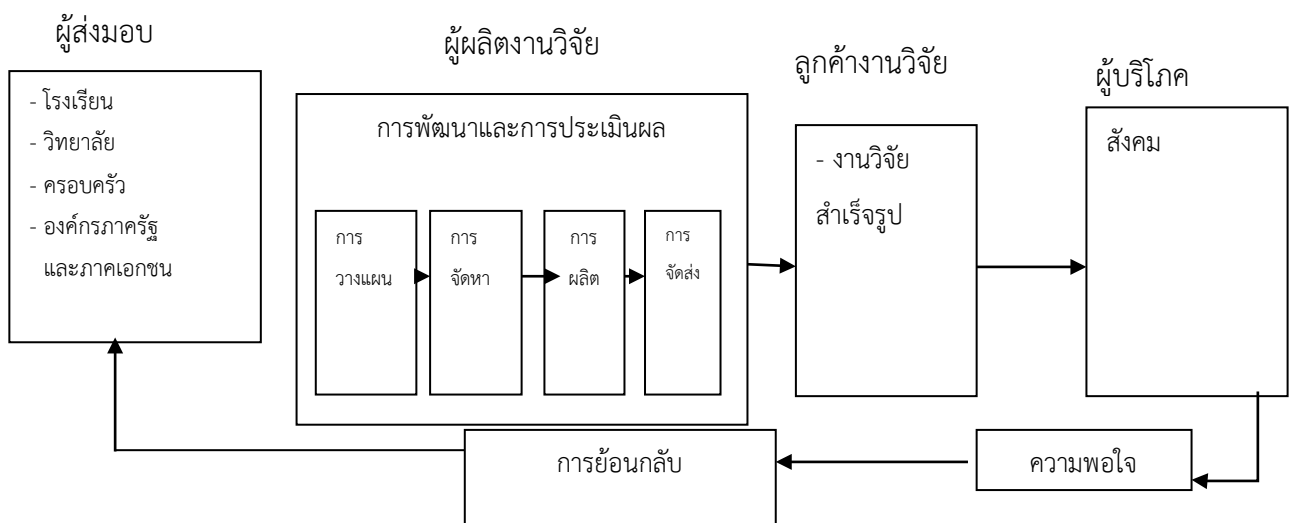 ผู้ส่งมอบ
- โรงเรียน
- วิทยาลัย
- ครอบครัว
- องค์กรภาครัฐ
และภาคเอกชน
ผู้ผลิตงานวิจัย
การพัฒนาและการประเมินผล
การ
วางแผน
การ
จัดหา
การ
ผลิต
การ
จัดส่ง
ลูกค้างานวิจัย
- งานวิจัย
สำเร็จรูป
ผู้บริโภค
สังคม
ความพอใจ
การย้อนกลับ